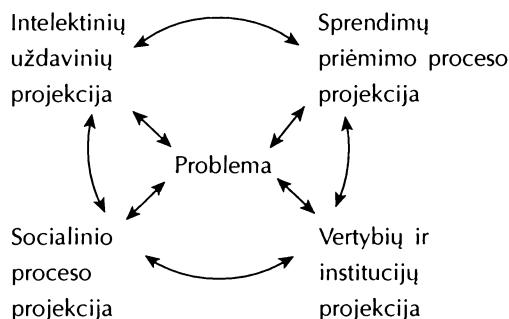 Intelektinių
uždavinių
projekcija
Sprendimų
priėmimo proceso
projekcija
Problema
Socialinio
proceso
projekcija
Vertybių ir
institucijų
projekcija